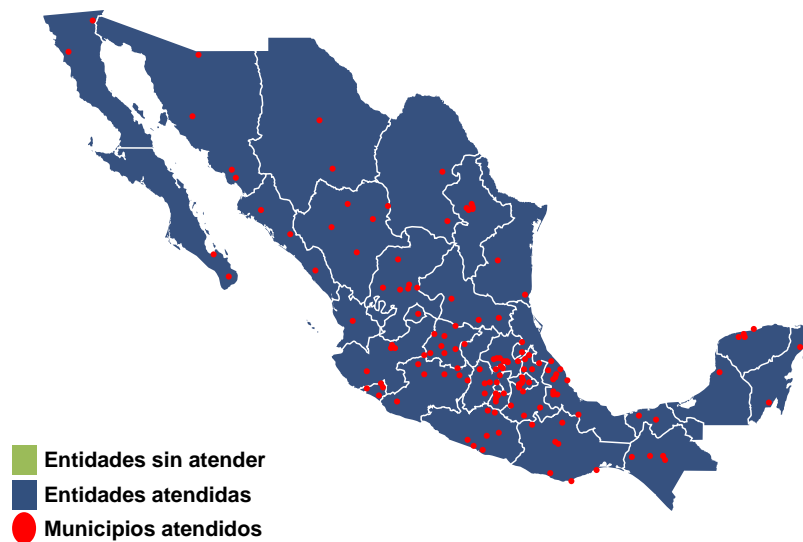 Entidades sin atender
Entidades atendidas
Municipios atendidos